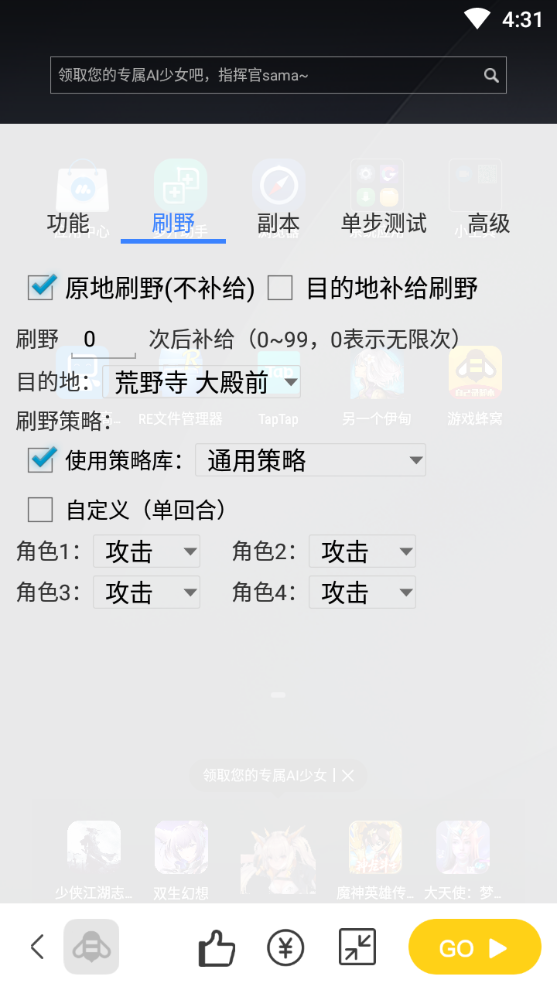 4:31
领取您的专属AI少女吧，指挥官sama~
功能 刷野 副本 单步测试 高级
原地刷野(不补给) 目的地补给刷野
刷野 0 次后补给（0~99，0表示无限次）
目的地： 荒野寺 大殿前
RE文件管理器 TapTap 另一个伊甸 游戏蜂窝
刷野策略：
使用策略库： 通用策略
自定义（单回合）
角色1： 攻击 角色2： 攻击
角色3： 攻击 角色4： 攻击
领取您的专属AI少女
少侠江湖志... 双生幻想 魔神英雄传... 大天使：梦...
GO